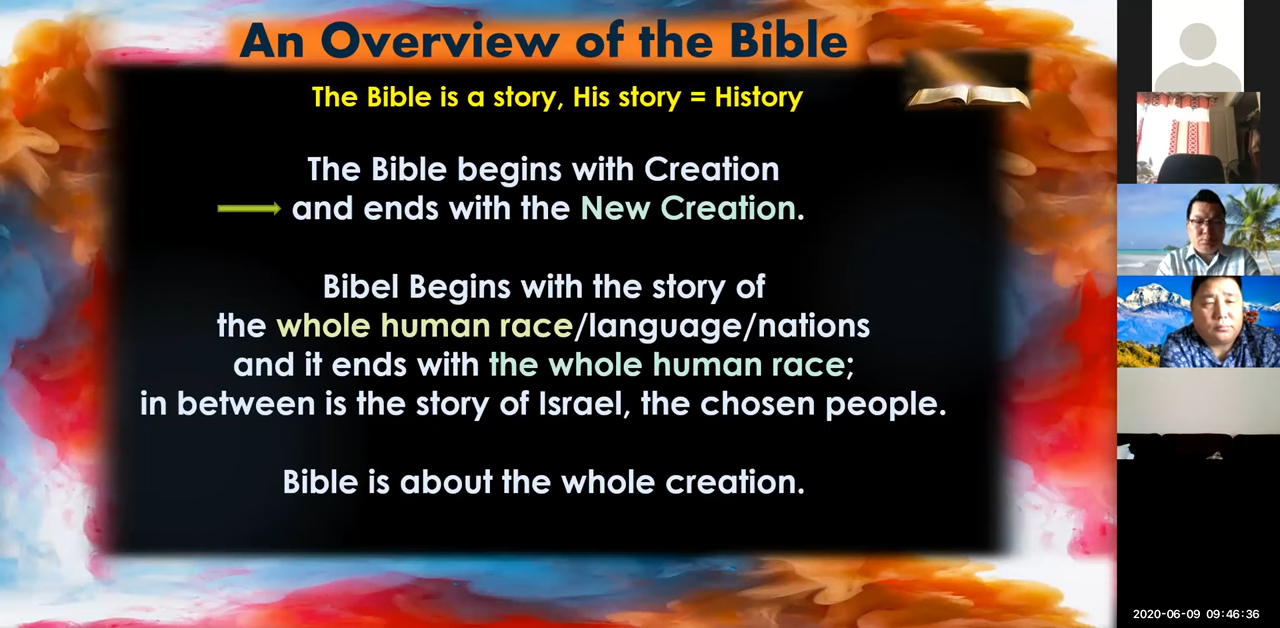 An Overview of the Bible
The Bible is a story, His story = History
The Bible begins with Creation
and ends with the New Creation.
Bibel Begins with the story of
the whole human race/language/nations
and it ends with the whole human race;
in between is the story of Israel, the chosen people.
Bible is about the whole creation.
2020-06-09 09:46:36